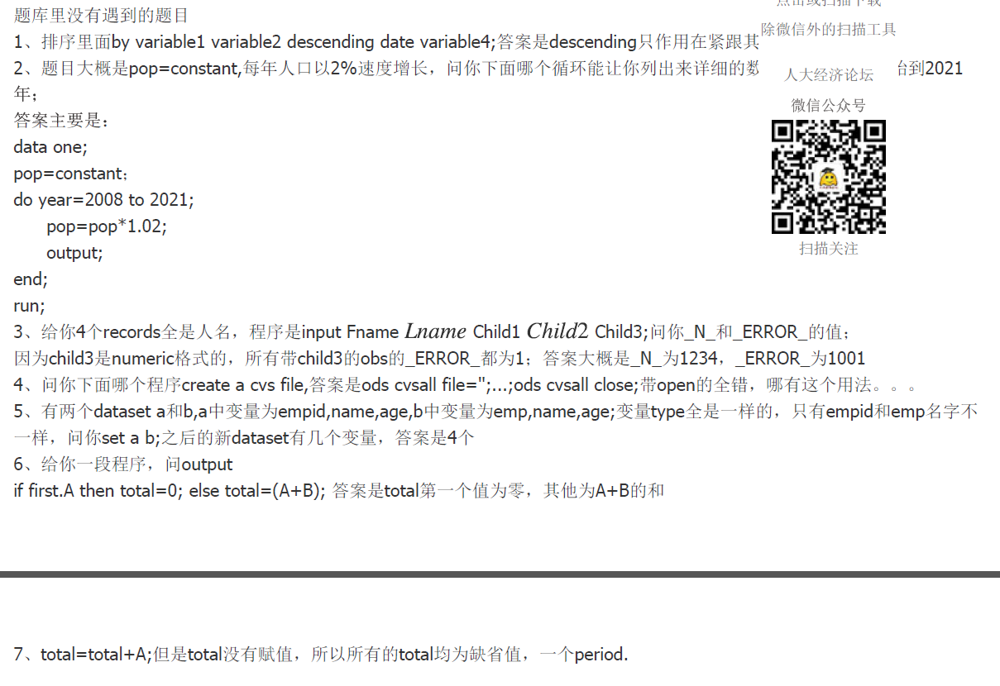 题库里没有遇到的题目
1、排序里面by variable1 variable2 descending date variable4;答案是descending只作用在紧跟其
2、题目大概是pop=constant,每年人口以2%速度增长，问你下面哪个循环能让你列出来详细的数 到2021
年；
答案主要是：
data one;
pop=constant；
do year=2008 to 2021;
pop=pop*1.02;
output;
end;
run;
3、给你4个records全是人名，程序是input Fname Lname Child1 Child2 Child3;问你_N_和_ERROR_的值；
因为child3是numeric格式的，所有带child3的obs的_ERROR_都为1；答案大概是_N_为1234，_ERROR_为1001
4、问你下面哪个程序create a cvs file,答案是ods cvsall file='';...;ods cvsall close;带open的全错，哪有这个用法。。。
5、有两个dataset a和b,a中变量为empid,name,age,b中变量为emp,name,age;变量type全是一样的，只有empid和emp名字不
一样，问你set a b;之后的新dataset有几个变量，答案是4个
6、给你一段程序，问output
if first.A then total=0; else total=(A+B); 答案是total第一个值为零，其他为A+B的和
7、total=total+A;但是total没有赋值，所以所有的total均为缺省值，一个period.
点击或扫描下载
除微信外的扫描工具
人大经济论坛
微信公众号
扫描关注